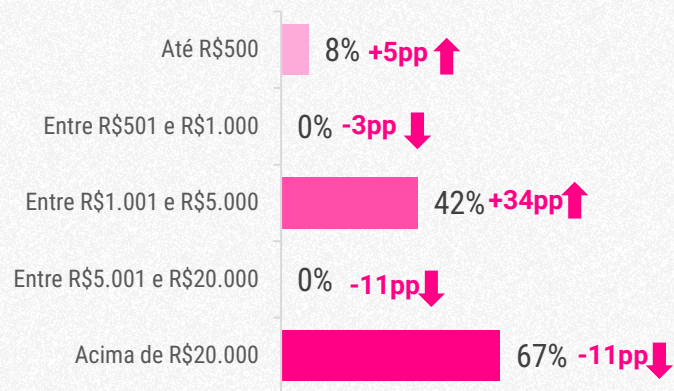 Até R$500 8% +5pp
Entre R$501 e R$1.000 0% -3pp
Entre R$1.001 e R$5.000 42% +34pp
Entre R$5.001 e R$20.000 0% -11pp
Acima de R$20.000 67% -11pp